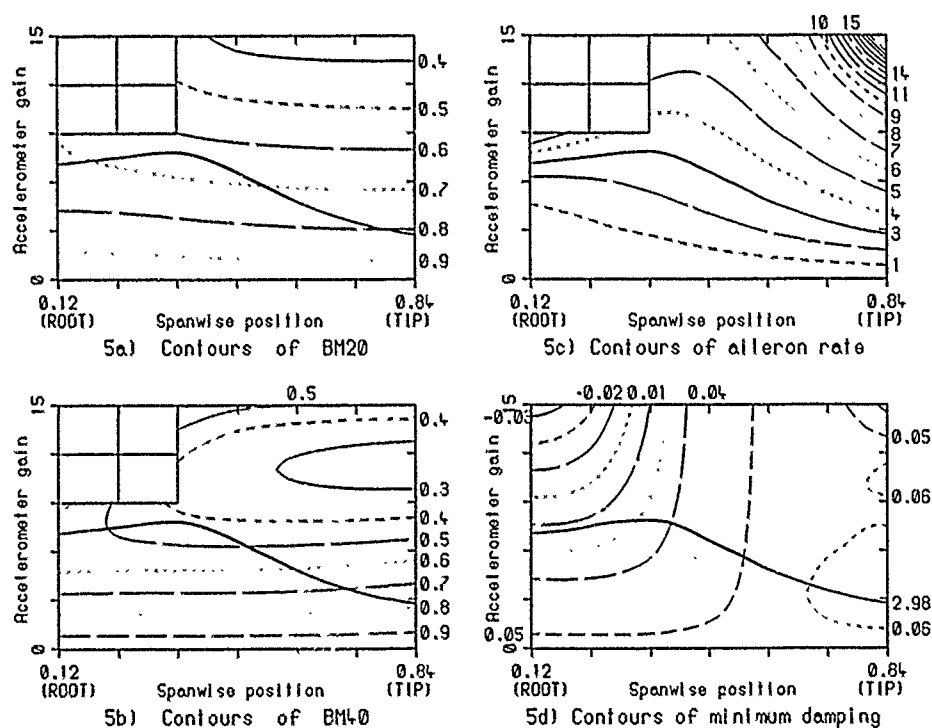 15
Accelerometer gain
0
0.4
0.5
0.6
0.7
0.8
0.9
0.12
(ROOT)
Spanwise position
0.84
(TIP)
5a) Contours of BM20
10 15
15
Accelerometer gain
0
14
11
9
8
7
6
5
4
3
1
0.12
(ROOT)
Spanwise position
0.84
(TIP)
5c) Contours of aileron rate
0.5
15
Accelerometer gain
0
0.4
0.3
0.4
0.5
0.6
0.7
0.8
0.9
0.12
(ROOT)
Spanwise position
0.84
(TIP)
5b) Contours of BM40
-0.02 0.01 0.04
15
-0.03
Accelerometer gain
0.05
0
0.05
0.06
2.98
0.06
0.12
(ROOT)
Spanwise position
0.84
(TIP)
5d) Contours of minimum damping